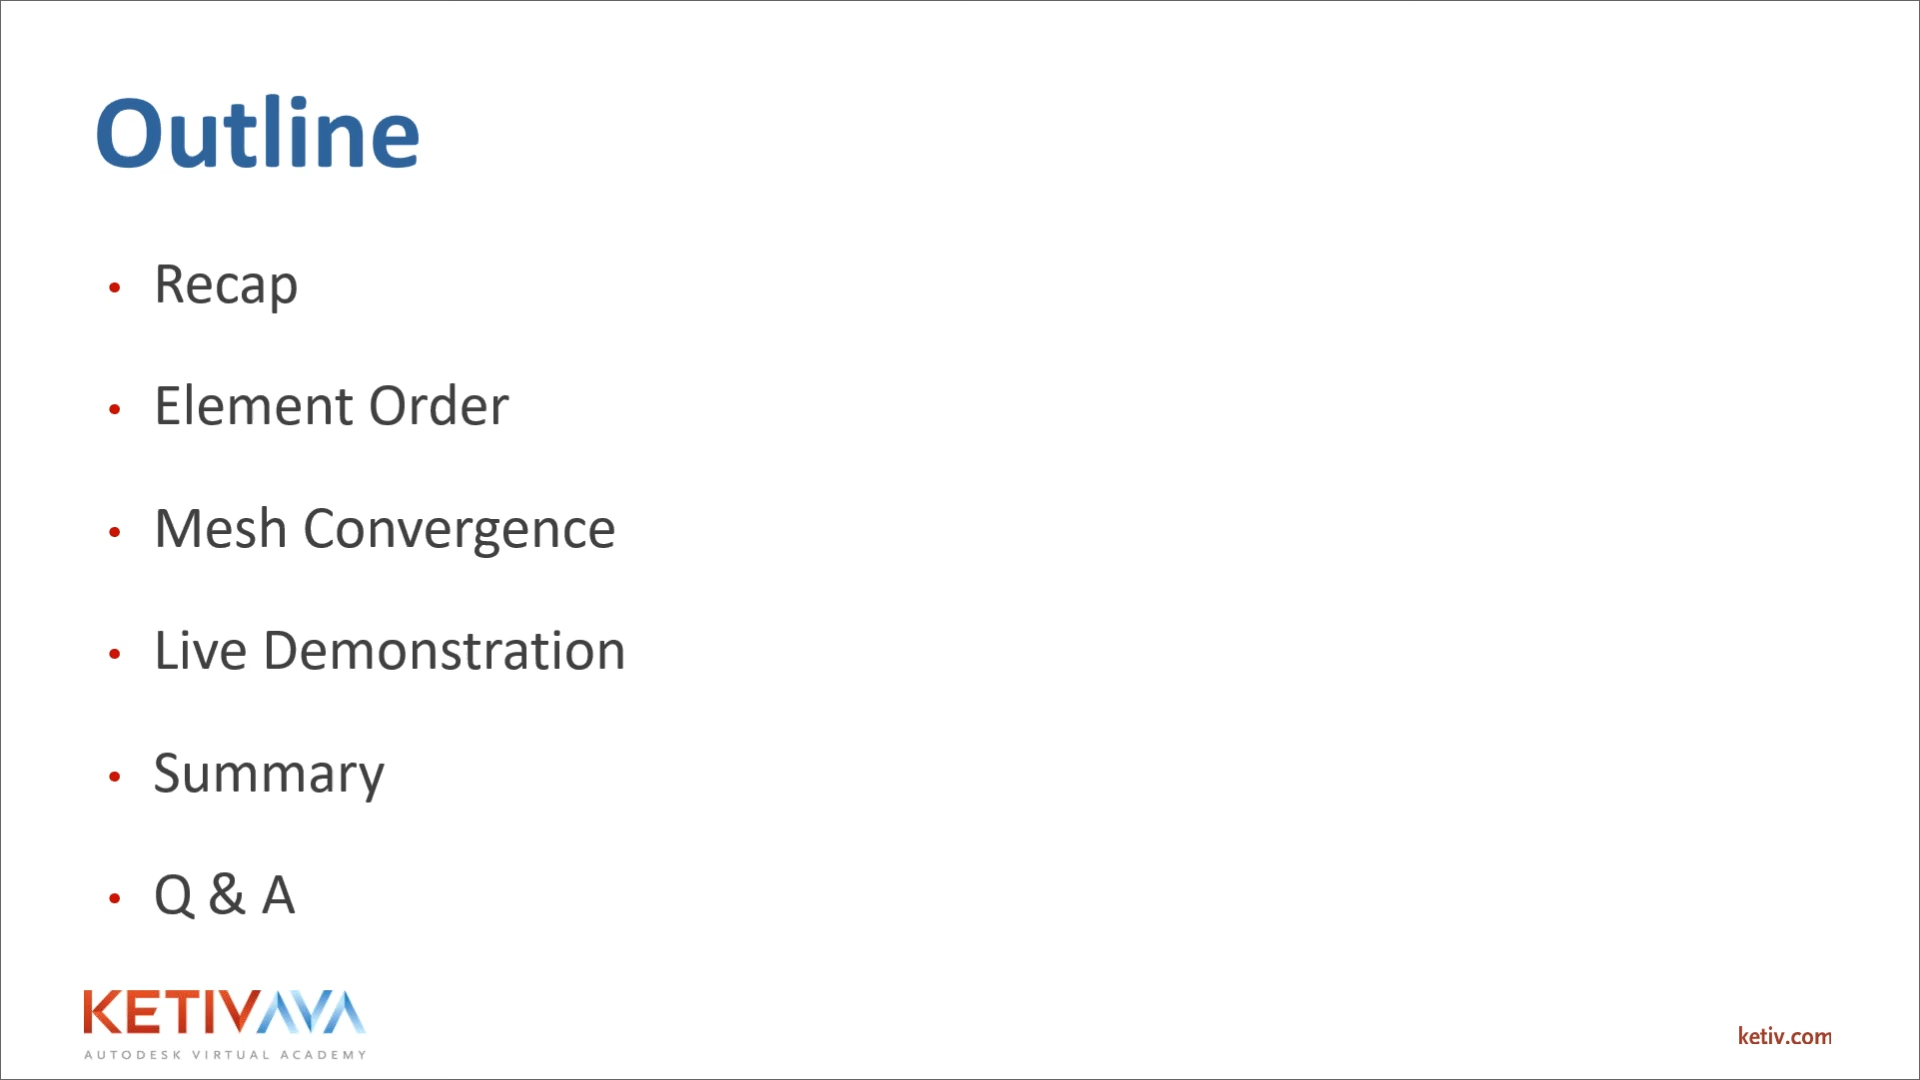 Outline
• Recap
• Element Order
• Mesh Convergence
• Live Demonstration
• Summary
• Q & A
KETIVAVA
AUTODESK VIRTUAL ACADEMY
ketiv.com